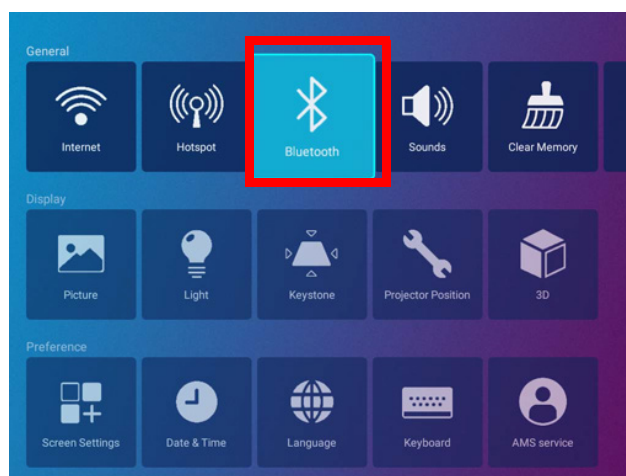 General
Internet
Hotspot
Bluetooth
Sounds
Clear Memory
Display
Picture
Light
Keystone
Projector Position
3D
Preference
Screen Settings
Date & Time
Language
Keyboard
AMS service